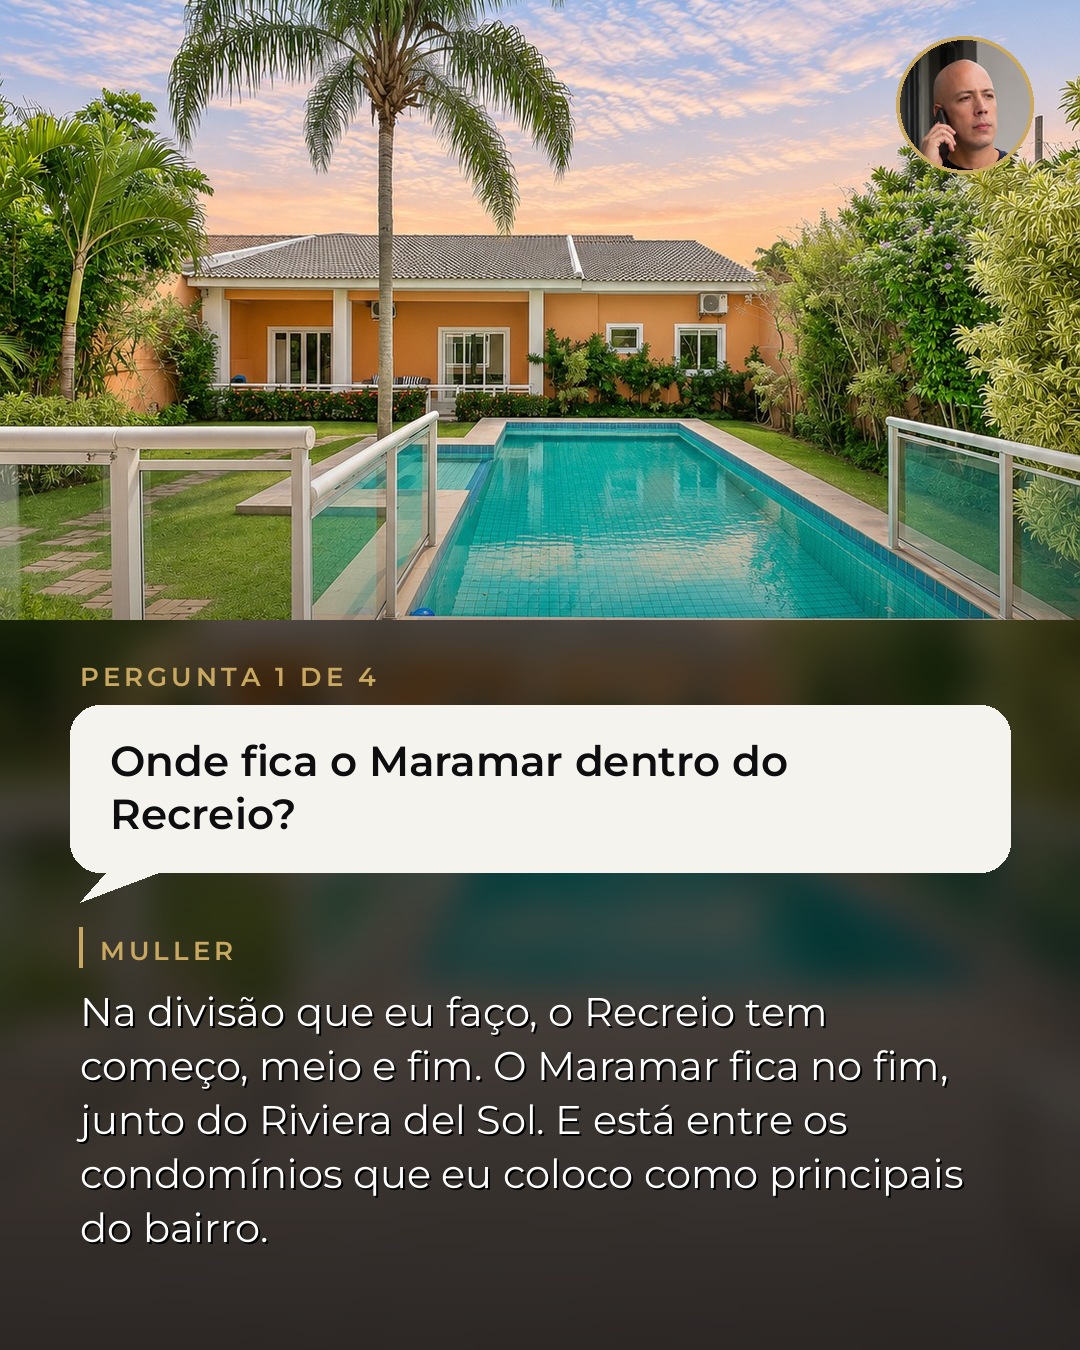 PERGUNTA 1 DE 4
Onde fica o Maramar dentro do
Recreio?
MULLER
Na divisão que eu faço, o Recreio tem
começo, meio e fim. O Maramar fica no fim,
junto do Riviera del Sol. E está entre os
condomínios que eu coloco como principais
do bairro.